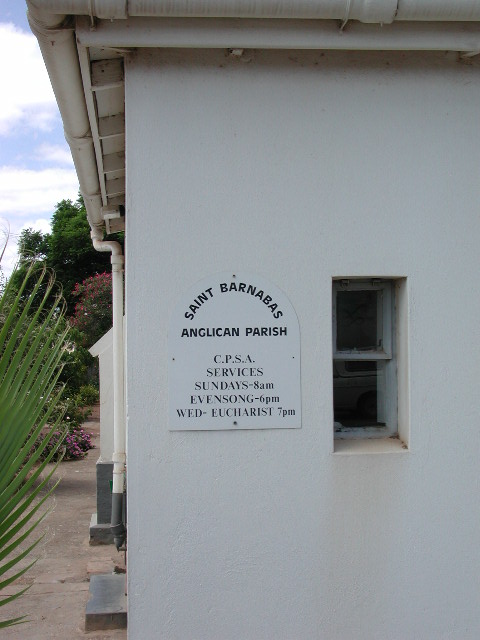 SAINT BARNABAS
ANGLICAN PARISH
C.P.S.A.
SERVICES
SUNDAYS-8am
EVENSONG-6pm
WED- EUCHARIST 7pm